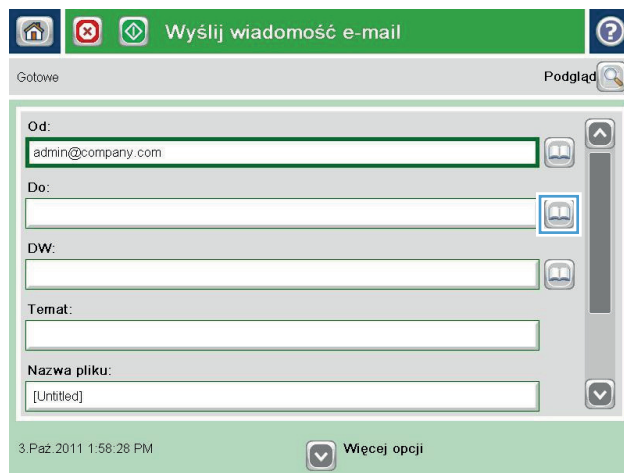 Wyślij wiadomość e-mail
Gotowe
Podgląd
Od:
admin@company.com
Do:
DW:
Temat:
Nazwa pliku:
[Untitled]
3.Paź.2011 1:58:28 PM
Więcej opcji